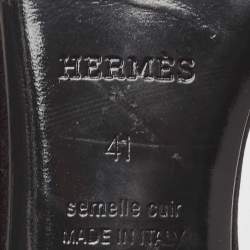 HERMÈS
41
semelle cuir
MADE IN ITALY